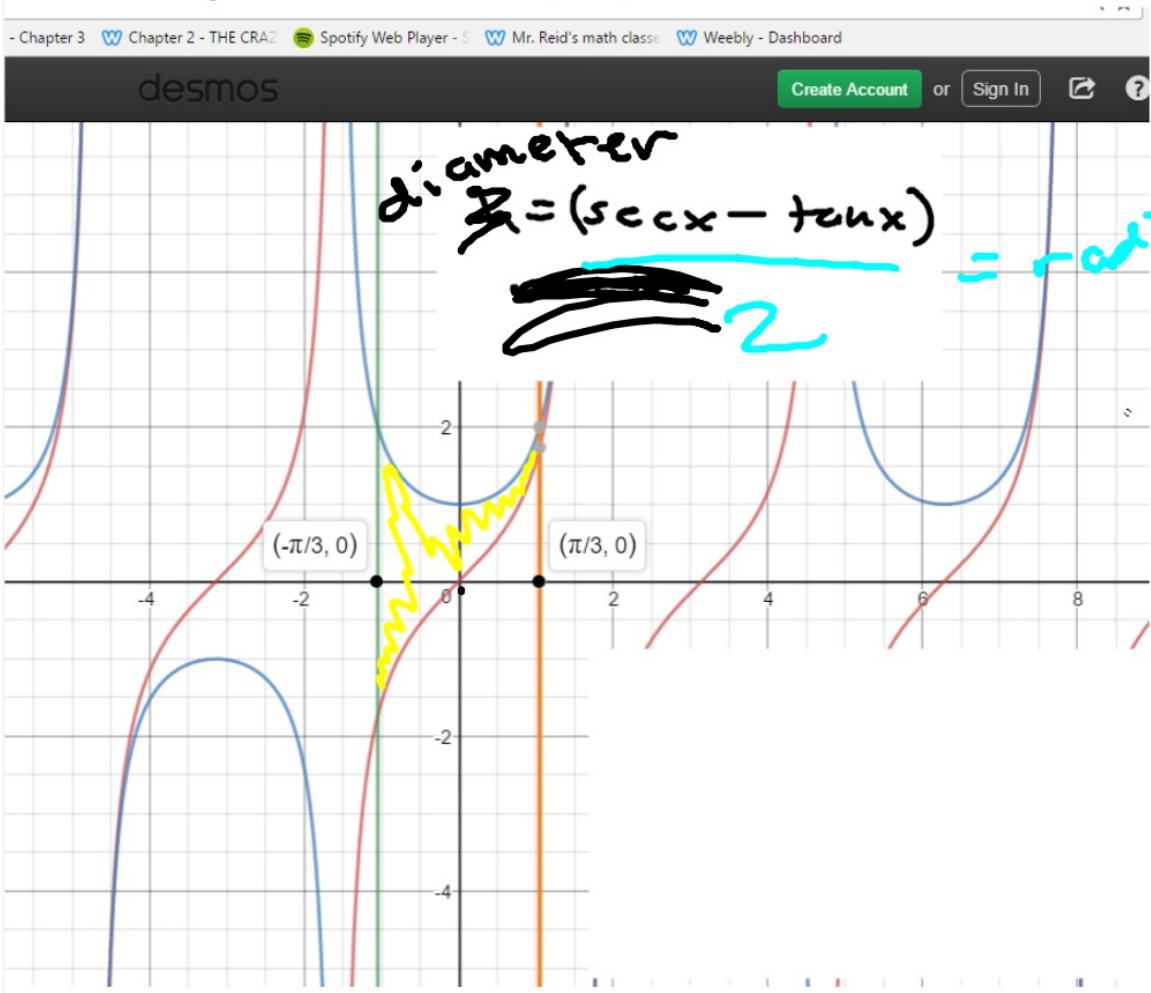 - Chapter 3 Chapter 2 - THE CRAZ Spotify Web Player - S Mr. Reid's math classe Weebly - Dashboard
desmos Create Account or Sign In ?
diameter
= (secx - tanx)
= rad
2
2
(-π/3, 0) (π/3, 0)
-4 -2 0 2 4 6 8
-2
-4